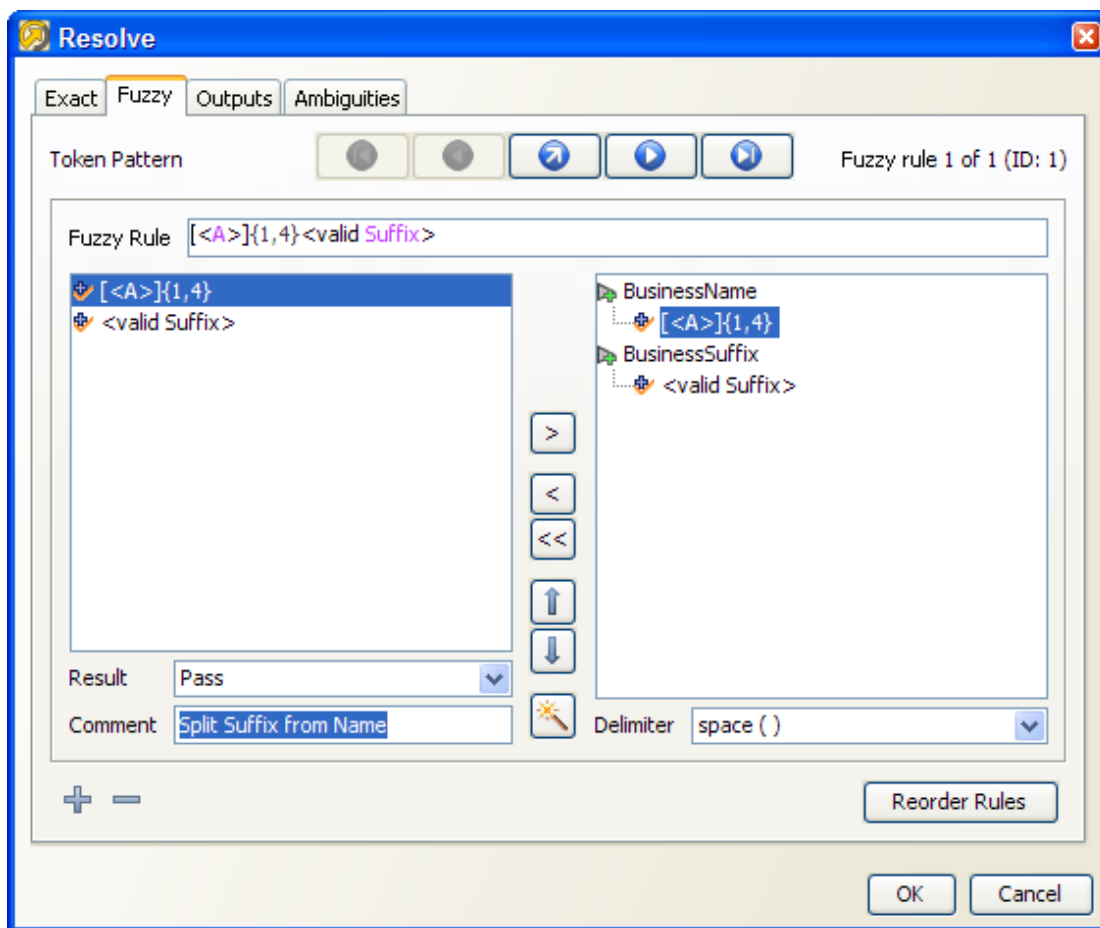 Resolve
Exact Fuzzy Outputs Ambiguities
Token Pattern Fuzzy rule 1 of 1 (ID: 1)
Fuzzy Rule [<A>]{1,4}<valid Suffix>
[<A>]{1,4}
<valid Suffix>
BusinessName
[<A>]{1,4}
BusinessSuffix
<valid Suffix>
>
<
<<
Result Pass
Comment Split Suffix from Name
Delimiter space ( )
Reorder Rules
OK Cancel